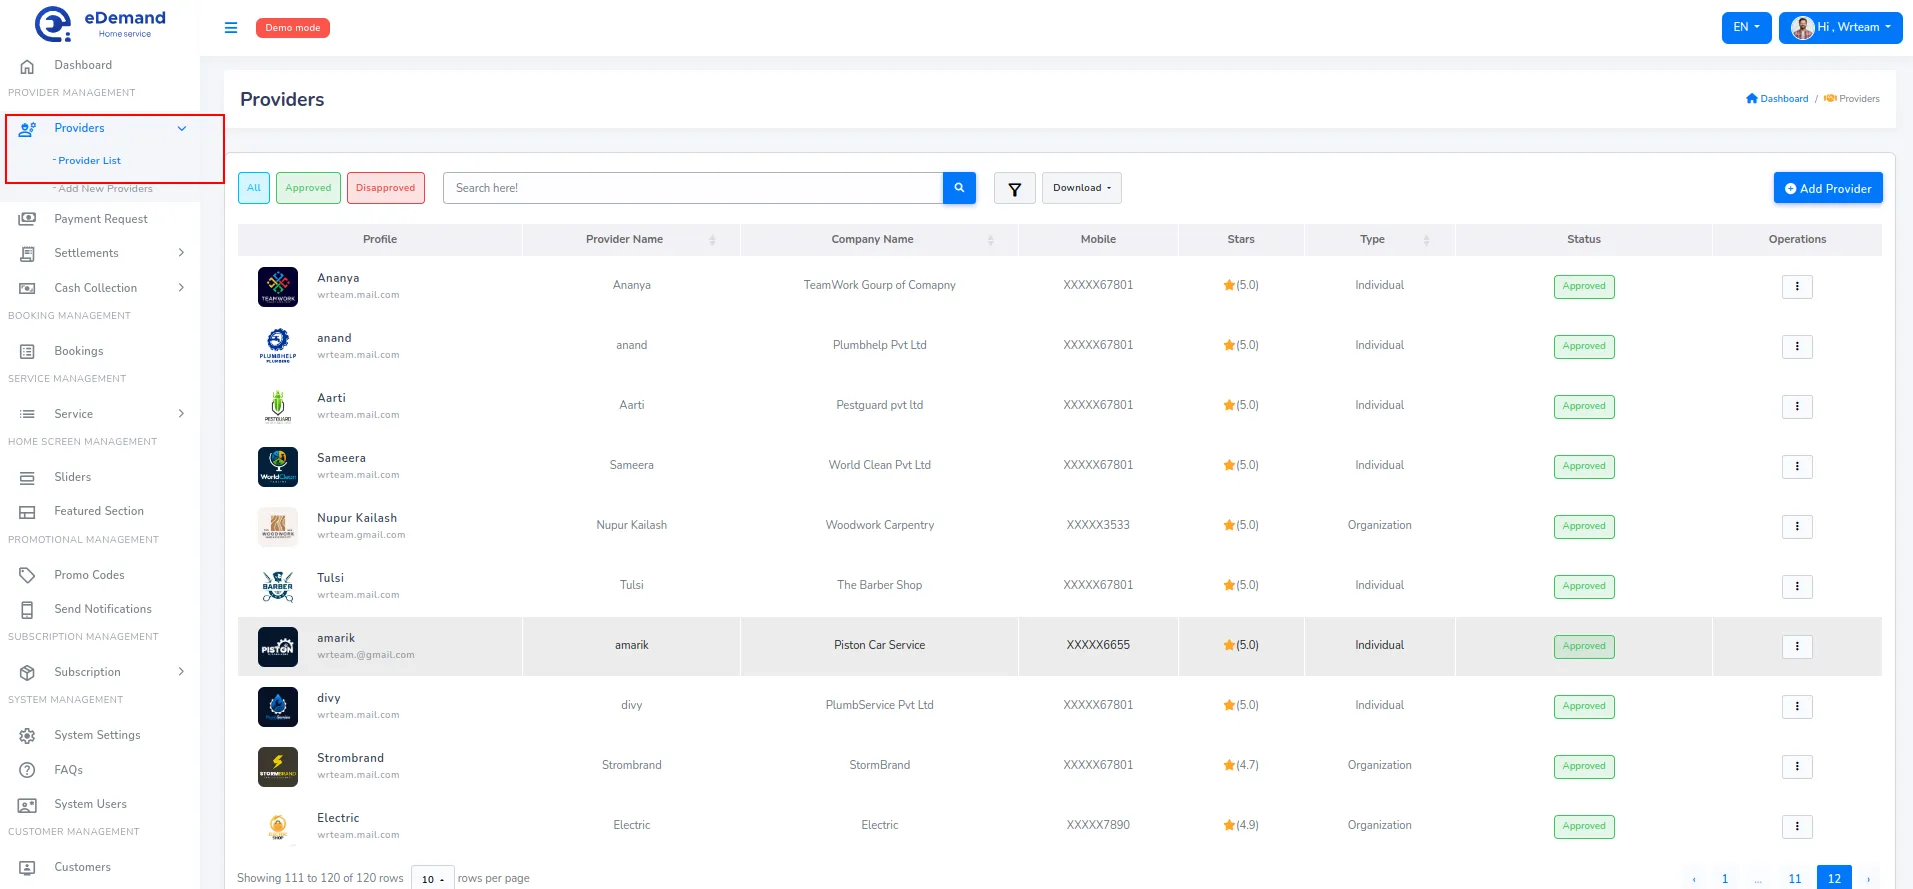 eDemand
Home service
Demo mode
EN
Hi , Wrteam
Dashboard
PROVIDER MANAGEMENT
Providers
- Provider List
- Add New Providers
Payment Request
Settlements
Cash Collection
BOOKING MANAGEMENT
Bookings
SERVICE MANAGEMENT
Service
HOME SCREEN MANAGEMENT
Sliders
Featured Section
PROMOTIONAL MANAGEMENT
Promo Codes
Send Notifications
SUBSCRIPTION MANAGEMENT
Subscription
SYSTEM MANAGEMENT
System Settings
FAQs
System Users
CUSTOMER MANAGEMENT
Customers
Providers
Dashboard / Providers
All Approved Disapproved Search here! Download Add Provider
Profile Provider Name Company Name Mobile Stars Type Status Operations
TEAMWORK
Ananya
wrteam.mail.com
Ananya TeamWork Gourp of Comapny XXXXX67801 (5.0) Individual Approved
PLUMBHELP
PLUMBING
anand
wrteam.mail.com
anand Plumbhelp Pvt Ltd XXXXX67801 (5.0) Individual Approved
PESTGUARD
Aarti
wrteam.mail.com
Aarti Pestguard pvt ltd XXXXX67801 (5.0) Individual Approved
WorldClean
Sameera
wrteam.mail.com
Sameera World Clean Pvt Ltd XXXXX67801 (5.0) Individual Approved
WOODWORK
Nupur Kailash
wrteam.gmail.com
Nupur Kailash Woodwork Carpentry XXXXX3533 (5.0) Organization Approved
BARBER
Tulsi
wrteam.mail.com
Tulsi The Barber Shop XXXXX67801 (5.0) Individual Approved
PISTON
amarik
wrteam.@gmail.com
amarik Piston Car Service XXXXX6655 (5.0) Individual Approved
divy
wrteam.mail.com
divy PlumbService Pvt Ltd XXXXX67801 (5.0) Individual Approved
STORMBRAND
Strombrand
wrteam.mail.com
Strombrand StormBrand XXXXX67801 (4.7) Organization Approved
SHOP
Electric
wrteam.mail.com
Electric Electric XXXXX7890 (4.9) Organization Approved
Showing 111 to 120 of 120 rows 10 rows per page
‹ 1 ... 11 12 ›